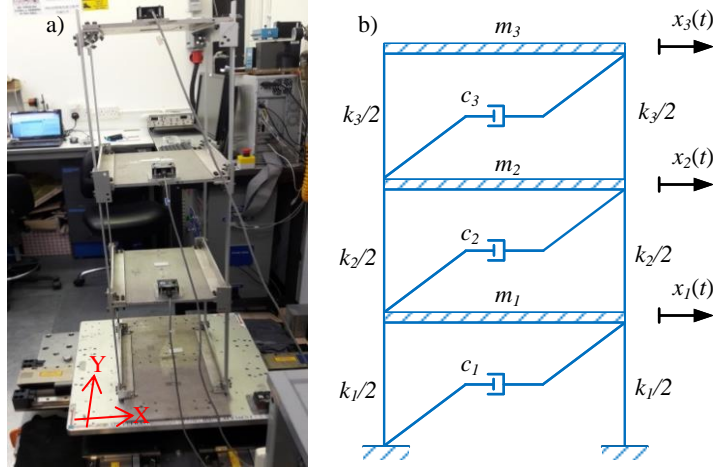 a)
Y
X
b)
m3
x3(t)
c3
k3/2
k3/2
m2
x2(t)
c2
k2/2
k2/2
m1
x1(t)
c1
k1/2
k1/2